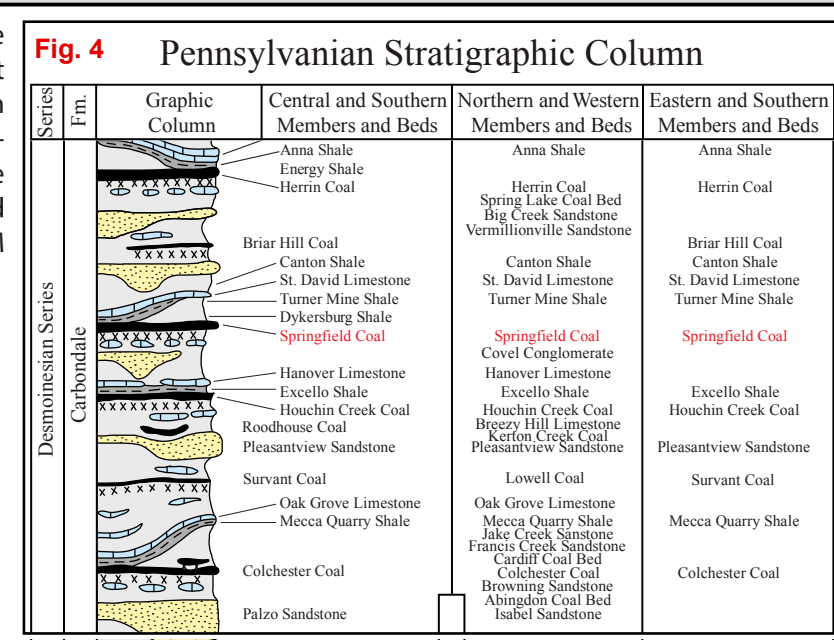 Fig. 4
Pennsylvanian Stratigraphic Column
Series
Fm.
Graphic
Column
Central and Southern
Members and Beds
Northern and Western
Members and Beds
Eastern and Southern
Members and Beds
Desmoinesian Series
Carbondale
Anna Shale
Energy Shale
Herrin Coal
Briar Hill Coal
Canton Shale
St. David Limestone
Turner Mine Shale
Dykersburg Shale
Springfield Coal
Hanover Limestone
Excello Shale
Houchin Creek Coal
Roodhouse Coal
Pleasantview Sandstone
Survant Coal
Oak Grove Limestone
Mecca Quarry Shale
Colchester Coal
Palzo Sandstone
Anna Shale
Herrin Coal
Spring Lake Coal Bed
Big Creek Sandstone
Vermillionville Sandstone
Canton Shale
St. David Limestone
Turner Mine Shale
Springfield Coal
Covel Conglomerate
Hanover Limestone
Excello Shale
Houchin Creek Coal
Breezy Hill Limestone
Kerton Creek Coal
Pleasantview Sandstone
Lowell Coal
Oak Grove Limestone
Mecca Quarry Shale
Jake Creek Sanstone
Francis Creek Sandstone
Cardiff Coal Bed
Colchester Coal
Browning Sandstone
Abingdon Coal Bed
Isabel Sandstone
Anna Shale
Herrin Coal
Briar Hill Coal
Canton Shale
St. David Limestone
Turner Mine Shale
Springfield Coal
Excello Shale
Houchin Creek Coal
Pleasantview Sandstone
Survant Coal
Mecca Quarry Shale
Colchester Coal